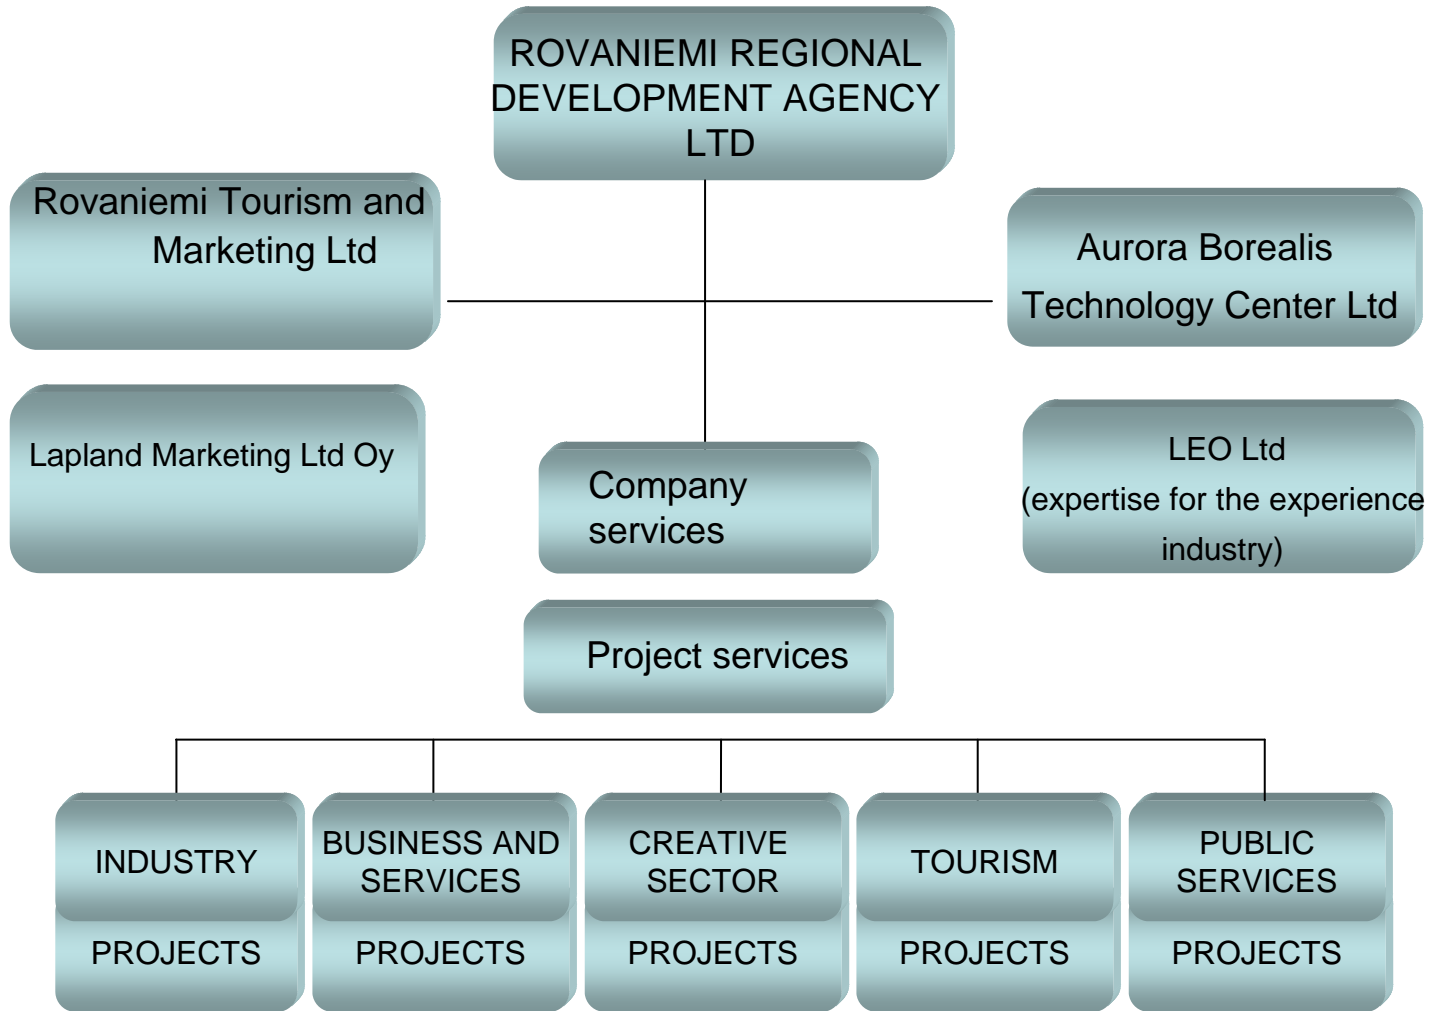 ROVANIEMI REGIONAL
DEVELOPMENT AGENCY
LTD
Rovaniemi Tourism and
Marketing Ltd
Aurora Borealis
Technology Center Ltd
Lapland Marketing Ltd Oy
LEO Ltd
(expertise for the experience
industry)
Company
services
Project services
INDUSTRY
PROJECTS
BUSINESS AND
SERVICES
PROJECTS
CREATIVE
SECTOR
PROJECTS
TOURISM
PROJECTS
PUBLIC
SERVICES
PROJECTS